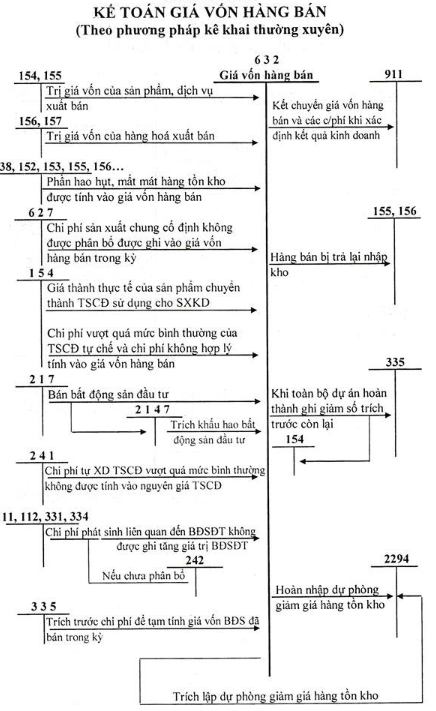 KẾ TOÁN GIÁ VỐN HÀNG BÁN
(Theo phương pháp kê khai thường xuyên)
632
Giá vốn hàng bán
154, 155
Trị giá vốn của sản phẩm, dịch vụ
xuất bán
156, 157
Trị giá vốn của hàng hoá xuất bán
38, 152, 153, 155, 156…
Phần hao hụt, mất mát hàng tồn kho
được tính vào giá vốn hàng bán
627
Chi phí sản xuất chung cố định không
được phân bổ được ghi vào giá vốn
hàng bán trong kỳ
154
Giá thành thực tế của sản phẩm chuyển
thành TSCĐ sử dụng cho SXKD
Chi phí vượt quá mức bình thường của
TSCĐ tự chế và chi phí không hợp lý
tính vào giá vốn hàng bán
217
Bán bất động sản đầu tư
2147
Trích khấu hao bất
động sản đầu tư
241
Chi phí tự XD TSCĐ vượt quá mức bình thường
không được tính vào nguyên giá TSCĐ
11, 112, 331, 334
Chi phí phát sinh liên quan đến BĐSĐT không
được ghi tăng giá trị BĐSĐT
242
Nếu chưa phân bổ
335
Trích trước chi phí để tạm tính giá vốn BĐS đã
bán trong kỳ
911
Kết chuyển giá vốn hàng
bán và các c/phí khi xác
định kết quả kinh doanh
155, 156
Hàng bán bị trả lại nhập
kho
335
Khi toàn bộ dự án hoàn
thành ghi giảm số trích
trước còn lại
154
2294
Hoàn nhập dự phòng
giảm giá hàng tồn kho
Trích lập dự phòng giảm giá hàng tồn kho